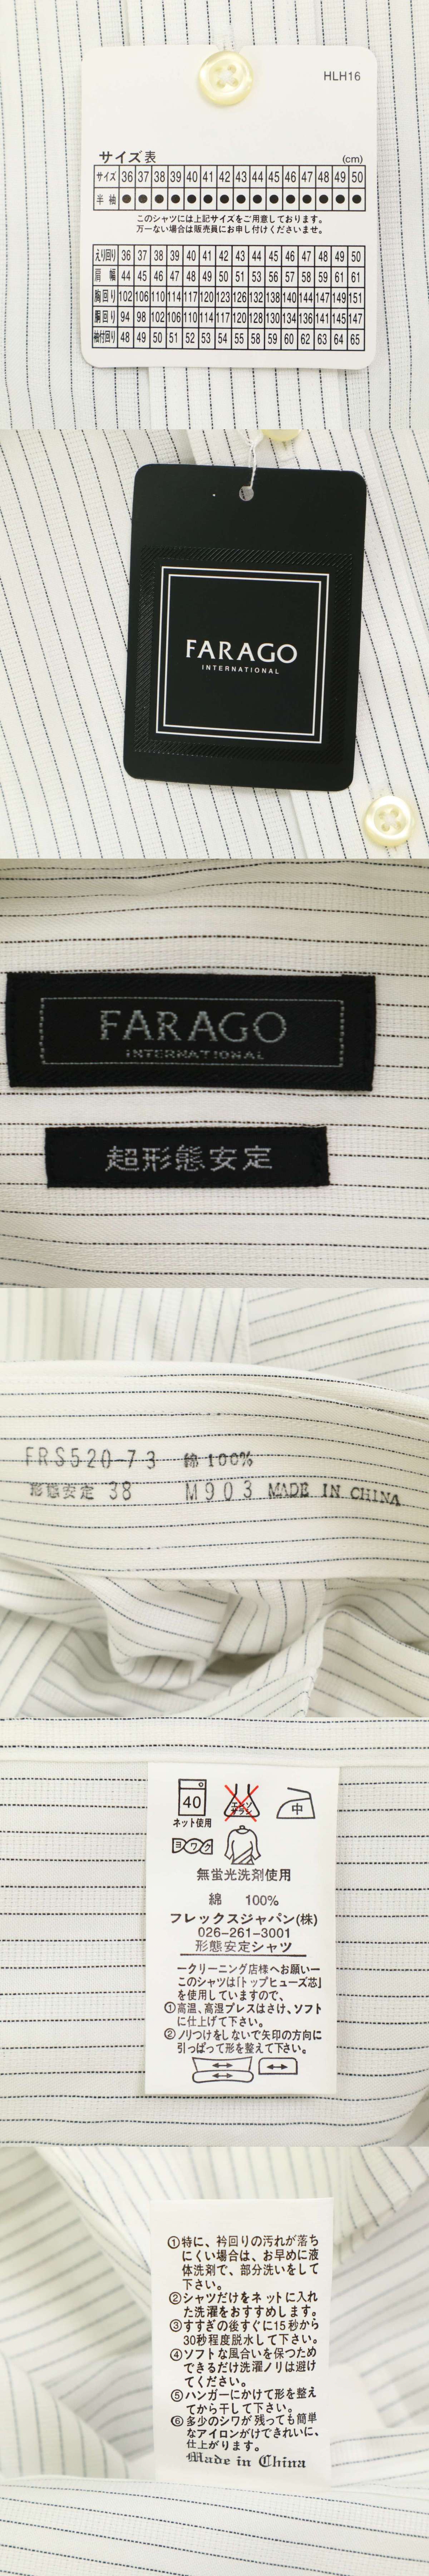 HLH16
サイズ表 (cm)
サイズ 36 37 38 39 40 41 42 43 44 45 46 47 48 49 50
半袖 ● ● ● ● ● ● ● ● ● ● ● ● ● ● ●
このシャツには上記サイズをご用意しております。
万一ない場合は販売員にお申し付けくださいませ。
えり回り 36 37 38 39 40 41 42 43 44 45 46 47 48 49 50
肩幅 44 45 46 47 48 49 50 51 53 56 57 58 59 61 61
胸回り 102 106 110 114 117 120 123 126 132 138 140 144 147 149 151
胴回り 94 98 102 106 110 114 117 120 128 130 134 136 141 145 147
袖付回り 48 49 50 51 52 53 54 55 58 59 60 62 63 64 65
FARAGO
INTERNATIONAL
FARAGO
INTERNATIONAL
超形態安定
FRS520-73 綿100%
形態安定 38 M903 MADE IN CHINA
40 エンソサラシ 中
ネット使用
ヨワク
無蛍光洗剤使用
綿 100%
フレックスジャパン(株)
026-261-3001
形態安定シャツ
ークリーニング店様へお願いー
このシャツは「トップヒューズ芯」
を使用していますので、
①高温、高湿プレスはさけ、ソフト
に仕上げて下さい。
②ノリつけをしないで矢印の方向に
引っぱって形を整えて下さい。
①特に、衿回りの汚れが落ち
にくい場合は、お早めに液
体洗剤で、部分洗いをして
下さい。
②シャツだけをネットに入れ
た洗濯をおすすめします。
③すすぎの後すぐに15秒から
30秒程度脱水して下さい。
④ソフトな風合いを保つため
できるだけ洗濯ノリは避け
てください。
⑤ハンガーにかけて形を整え
てから干して下さい。
⑥多少のシワが残っても簡単
なアイロンがけできれいに、
仕上がります。
Made in China